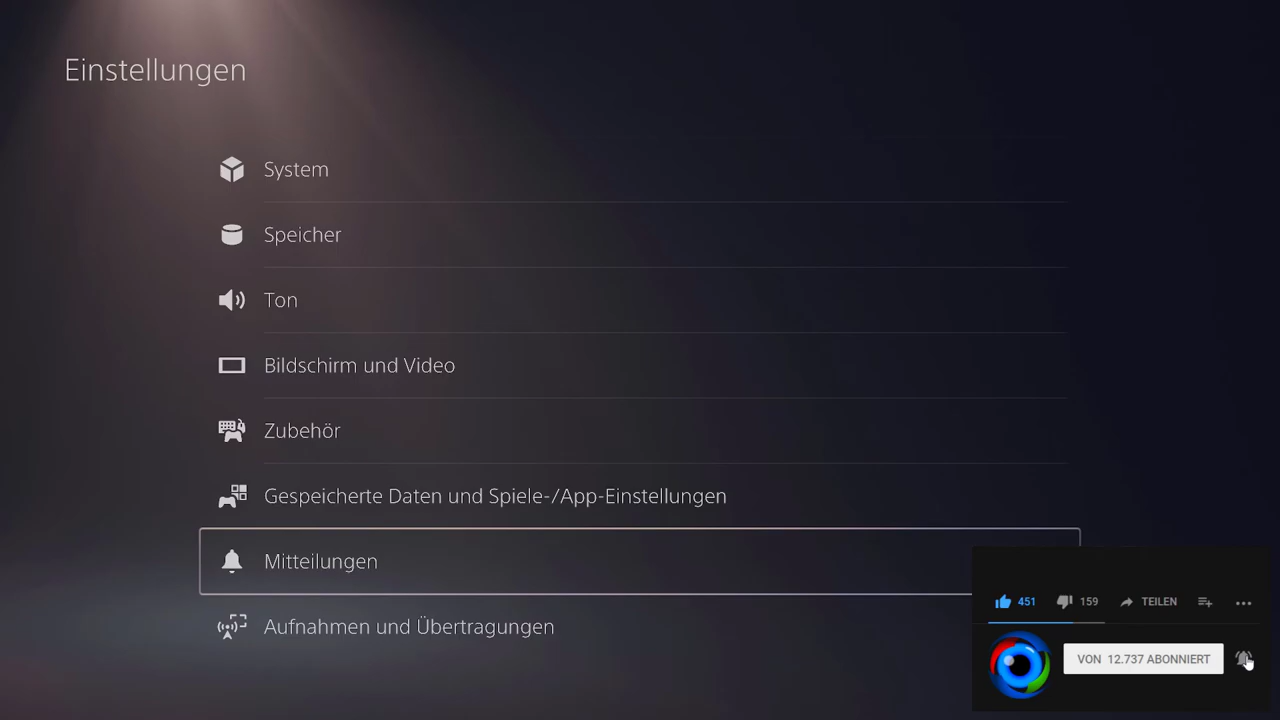 Einstellungen
System
Speicher
Ton
Bildschirm und Video
Zubehör
Gespeicherte Daten und Spiele-/App-Einstellungen
Mitteilungen
Aufnahmen und Übertragungen
451 159 TEILEN
VON 12.737 ABONNIERT